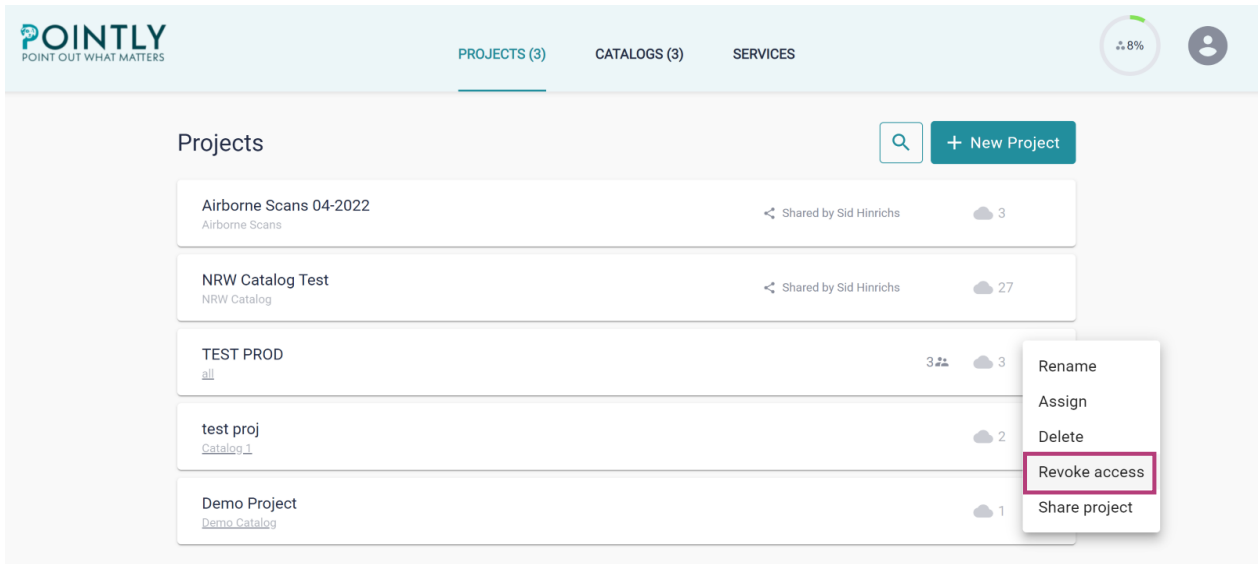 POINTLY
POINT OUT WHAT MATTERS
PROJECTS (3)
CATALOGS (3)
SERVICES
8%
Projects
+ New Project
Airborne Scans 04-2022
Airborne Scans
Shared by Sid Hinrichs
3
NRW Catalog Test
NRW Catalog
Shared by Sid Hinrichs
27
TEST PROD
all
3
3
test proj
Catalog 1
2
Demo Project
Demo Catalog
1
Rename
Assign
Delete
Revoke access
Share project